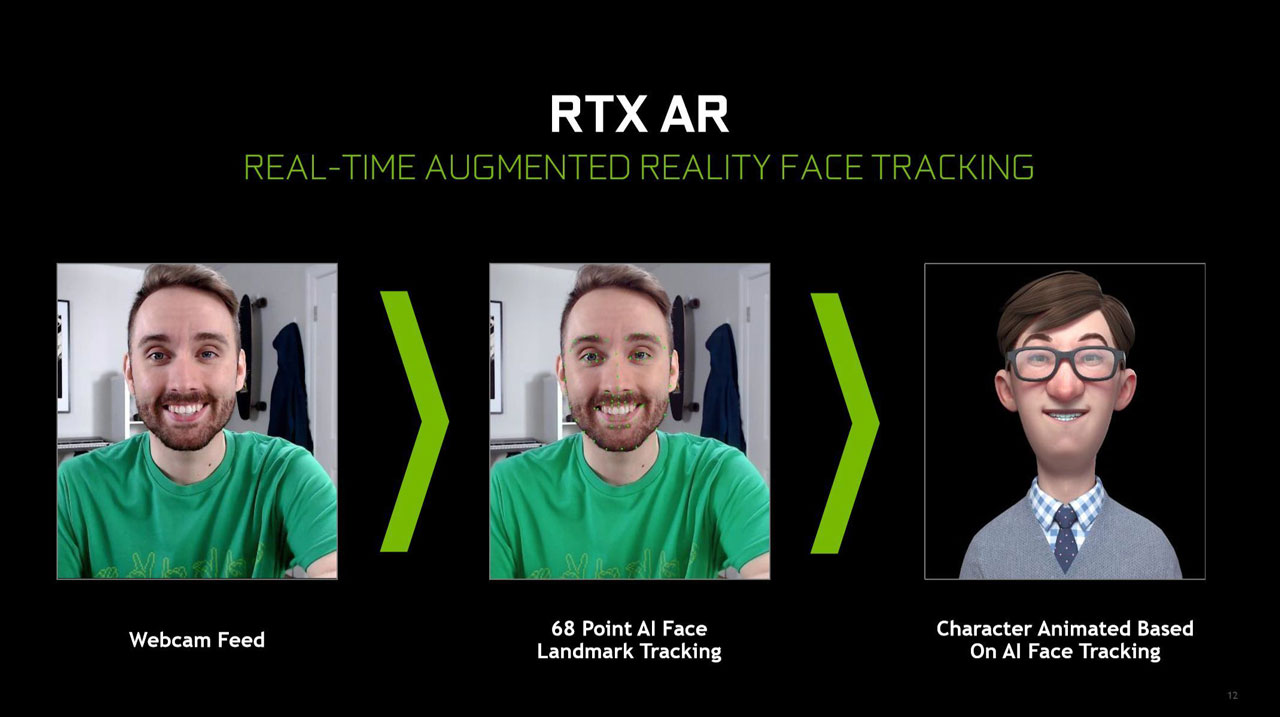 RTX AR
REAL-TIME AUGMENTED REALITY FACE TRACKING
Webcam Feed
68 Point AI Face
Landmark Tracking
Character Animated Based
On AI Face Tracking
12